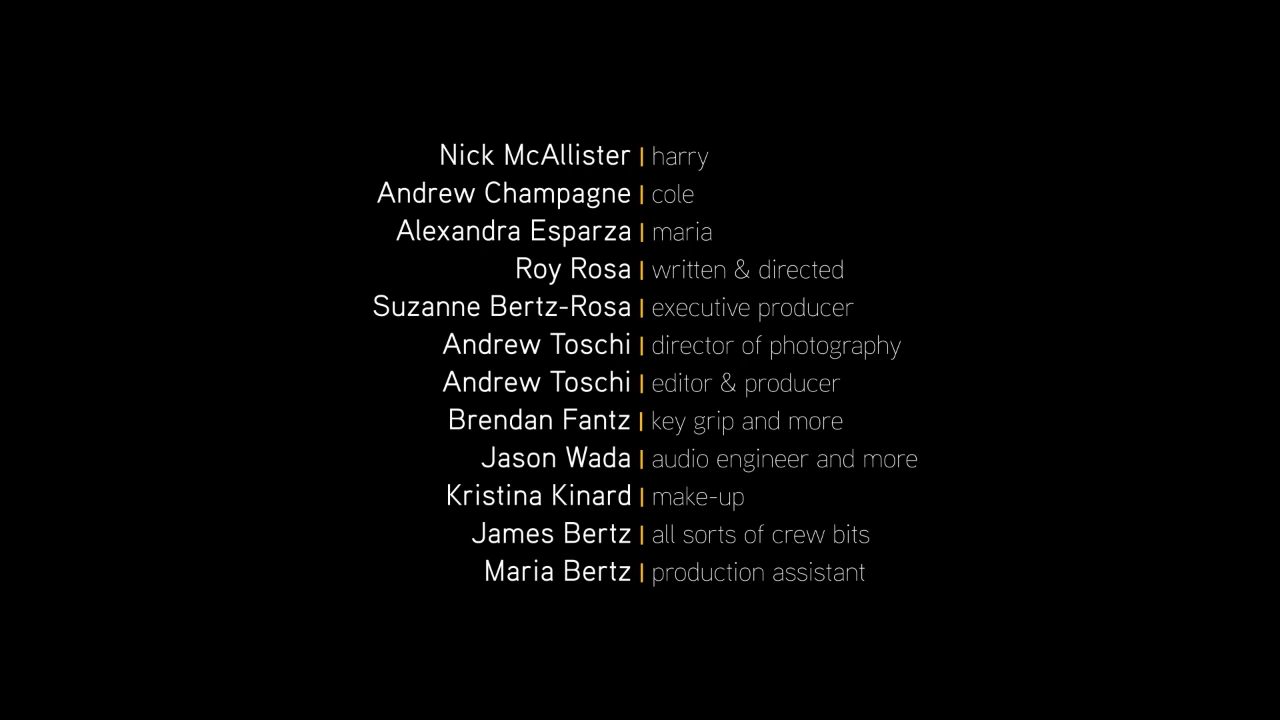 Nick McAllister | harry
Andrew Champagne | cole
Alexandra Esparza | maria
Roy Rosa | written & directed
Suzanne Bertz-Rosa | executive producer
Andrew Toschi | director of photography
Andrew Toschi | editor & producer
Brendan Fantz | key grip and more
Jason Wada | audio engineer and more
Kristina Kinard | make-up
James Bertz | all sorts of crew bits
Maria Bertz | production assistant